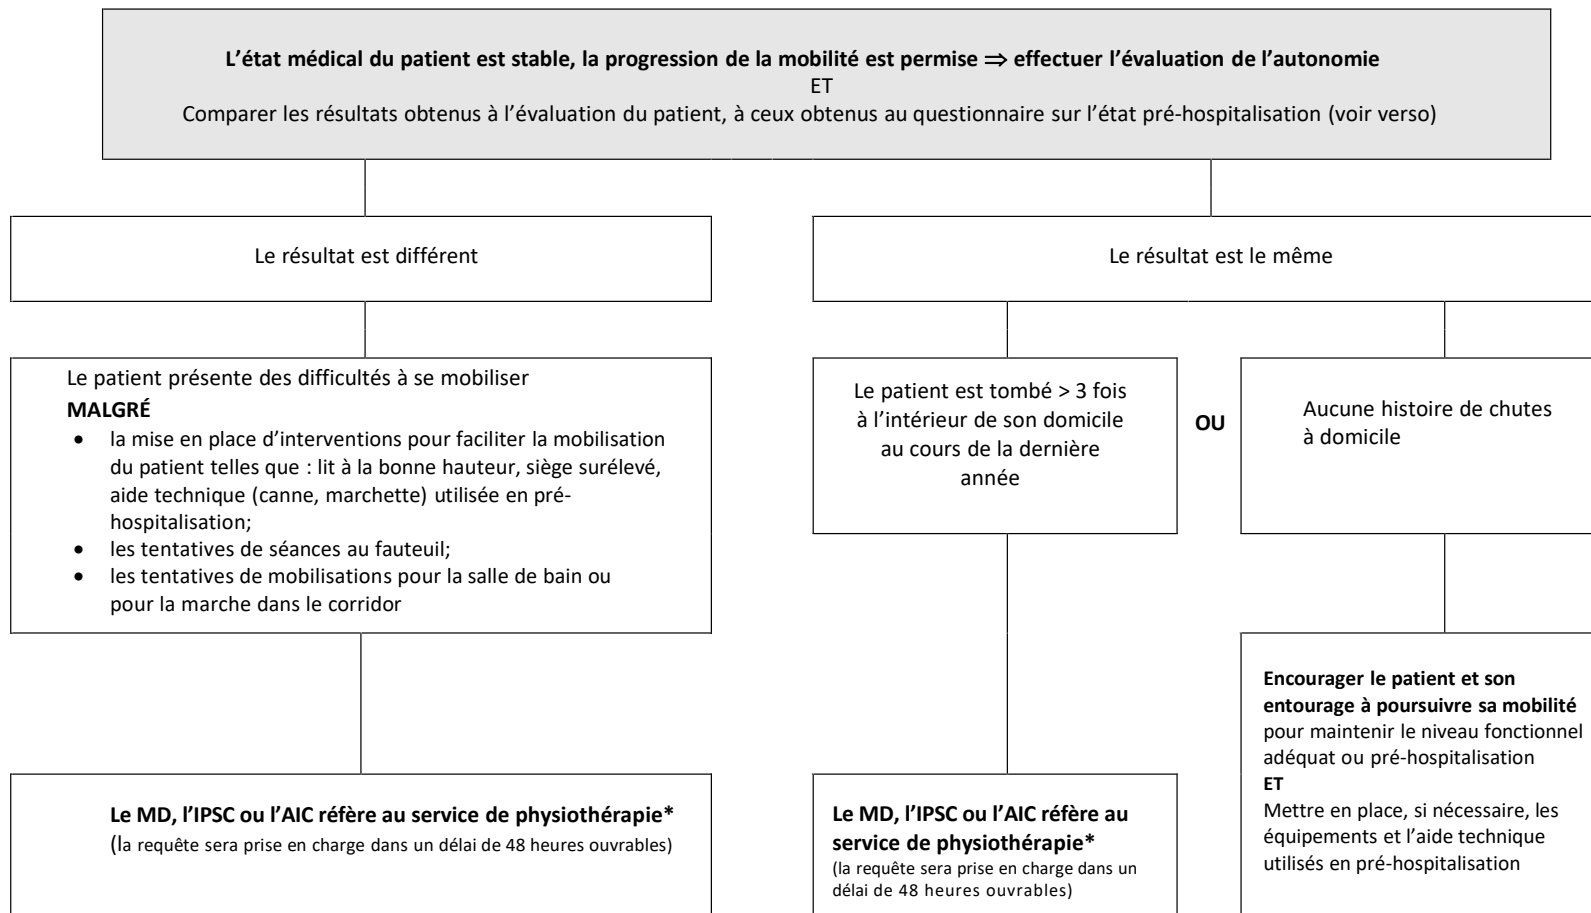 L’état médical du patient est stable, la progression de la mobilité est permise ⇒ effectuer l’évaluation de l’autonomie
ET
Comparer les résultats obtenus à l’évaluation du patient, à ceux obtenus au questionnaire sur l’état pré-hospitalisation (voir verso)
Le résultat est différent
Le résultat est le même
Le patient présente des difficultés à se mobiliser
MALGRÉ
• la mise en place d’interventions pour faciliter la mobilisation
du patient telles que : lit à la bonne hauteur, siège surélevé,
aide technique (canne, marchette) utilisée en pré-
hospitalisation;
• les tentatives de séances au fauteuil;
• les tentatives de mobilisations pour la salle de bain ou
pour la marche dans le corridor
Le patient est tombé > 3 fois
à l’intérieur de son domicile
au cours de la dernière
année
OU
Aucune histoire de chutes
à domicile
Le MD, l’IPSC ou l’AIC réfère au service de physiothérapie*
(la requête sera prise en charge dans un délai de 48 heures ouvrables)
Le MD, l’IPSC ou l’AIC réfère au
service de physiothérapie*
(la requête sera prise en charge dans un
délai de 48 heures ouvrables)
Encourager le patient et son
entourage à poursuivre sa mobilité
pour maintenir le niveau fonctionnel
adéquat ou pré-hospitalisation
ET
Mettre en place, si nécessaire, les
équipements et l’aide technique
utilisés en pré-hospitalisation